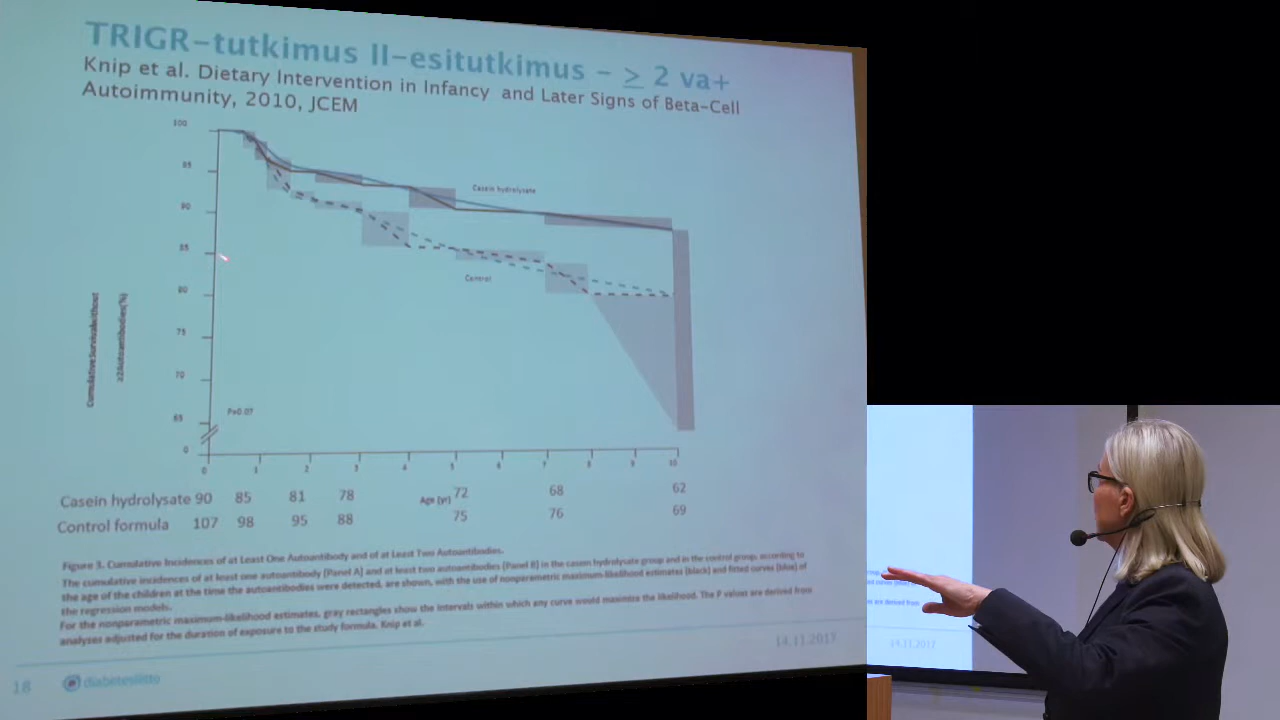 TRIGR-tutkimus II-esitutkimus - ≥ 2 va+
Knip et al. Dietary Intervention in Infancy and Later Signs of Beta-Cell
Autoimmunity, 2010, JCEM
100
95
90
85
80
75
70
65
0
Cumulative Survival without
≥2 Autoantibodies (%)
Casein hydrolysate
Control
P=0.07
0 1 2 3 4 5 6 7 8 9 10
Age (yr)
Casein hydrolysate 90 85 81 78 72 68 62
Control formula 107 98 95 88 75 76 69
Figure 3. Cumulative Incidences of at Least One Autoantibody and of at Least Two Autoantibodies.
The cumulative incidences of at least one autoantibody (Panel A) and at least two autoantibodies (Panel B) in the casein hydrolysate group and in the control group, according to
the age of the children at the time the autoantibodies were detected, are shown, with the use of nonparametric maximum-likelihood estimates (black) and fitted curves (blue) of
the regression models.
For the nonparametric maximum-likelihood estimates, gray rectangles show the intervals within which any curve would maximize the likelihood. The P values are derived from
analyses adjusted for the duration of exposure to the study formula. Knip et al.
18
diabetesliitto
14.11.2017
es are derived from
14.11.2017